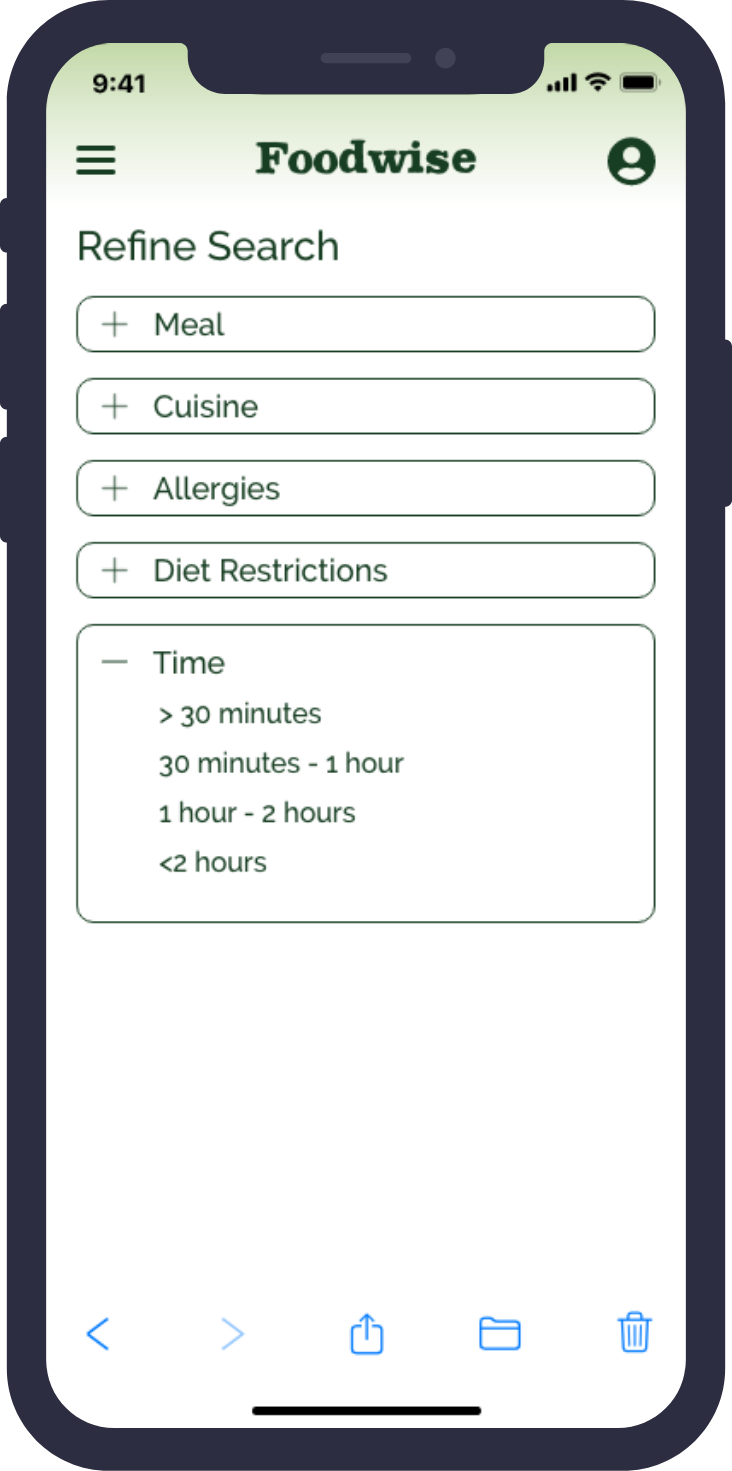 9:41
Foodwise
Refine Search
Meal
Cuisine
Allergies
Diet Restrictions
Time
> 30 minutes
30 minutes - 1 hour
1 hour - 2 hours
<2 hours